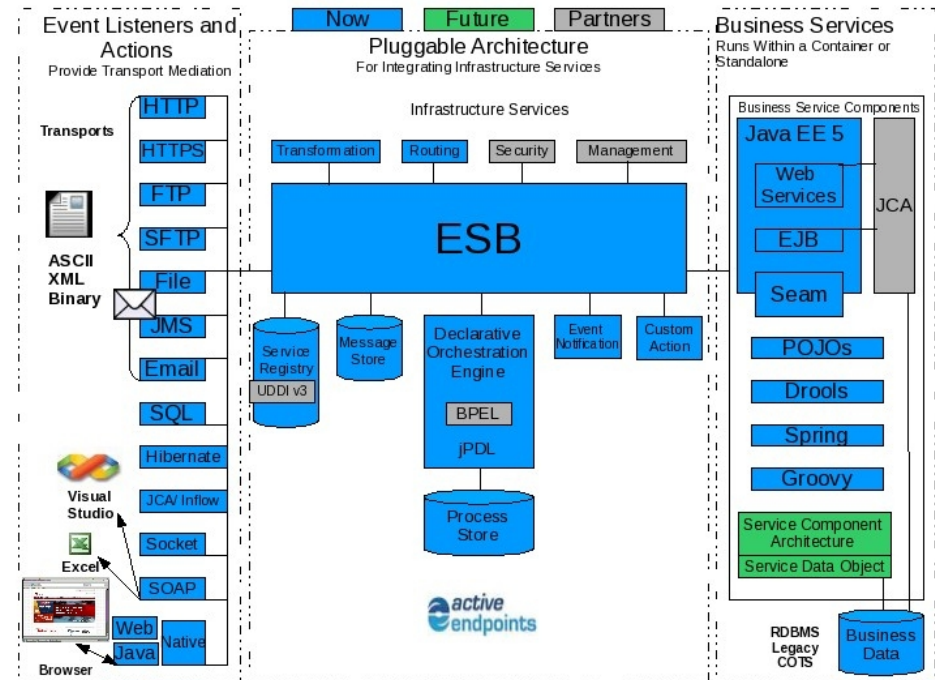 Now
Future
Partners
Event Listeners and
Actions
Provide Transport Mediation
Transports
HTTP
HTTPS
FTP
SFTP
File
JMS
Email
SQL
Hibernate
JCA/ Inflow
Socket
SOAP
Web
Java
Native
ASCII
XML
Binary
Visual
Studio
Excel
Browser
Pluggable Architecture
For Integrating Infrastructure Services
Infrastructure Services
Transformation
Routing
Security
Management
ESB
Service
Registry
UDDI v3
Message
Store
Declarative
Orchestration
Engine
BPEL
jPDL
Event
Notification
Custom
Action
Process
Store
active
endpoints
Business Services
Runs Within a Container or
Standalone
Business Service Components
Java EE 5
Web
Services
EJB
Seam
JCA
POJOs
Drools
Spring
Groovy
Service Component
Architecture
Service Data Object
RDBMS
Legacy
COTS
Business
Data